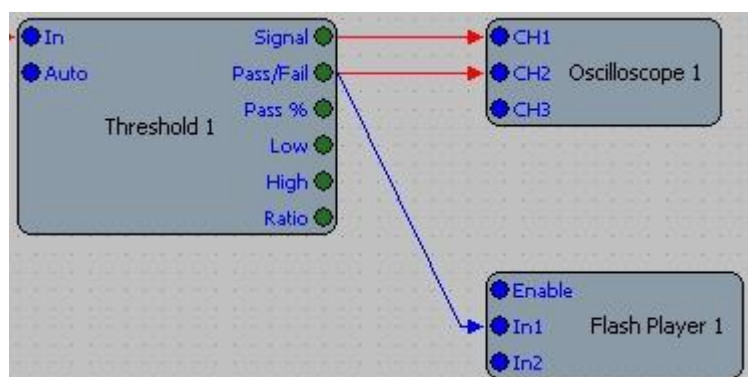 In
Signal
Auto
Pass/Fail
Pass %
Threshold 1
Low
High
Ratio
CH1
CH2
Oscilloscope 1
CH3
Enable
In1
Flash Player 1
In2